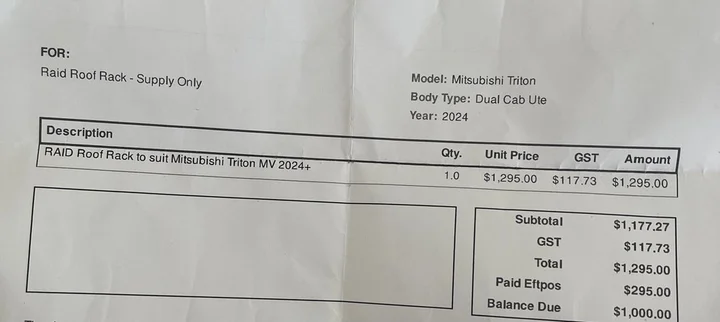 FOR:
Raid Roof Rack - Supply Only
Model: Mitsubishi Triton
Body Type: Dual Cab Ute
Year: 2024
Description Qty. Unit Price GST Amount
RAID Roof Rack to suit Mitsubishi Triton MV 2024+ 1.0 $1,295.00 $117.73 $1,295.00
Subtotal $1,177.27
GST $117.73
Total $1,295.00
Paid Eftpos $295.00
Balance Due $1,000.00